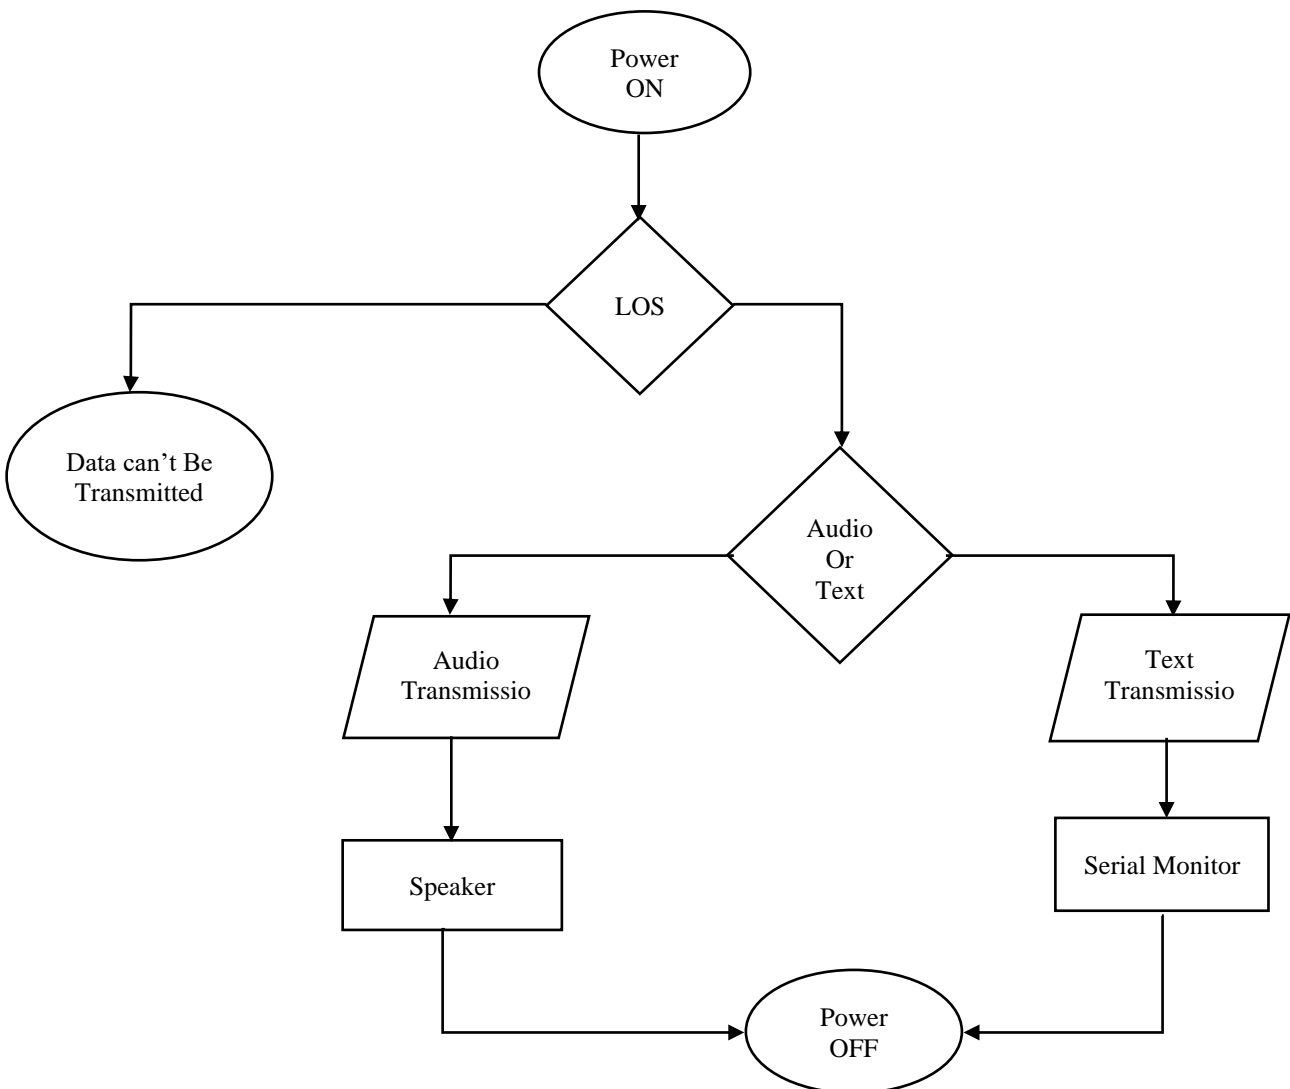 Power
ON
LOS
Data can’t Be
Transmitted
Audio
Or
Text
Audio
Transmissio
Text
Transmissio
Speaker
Serial Monitor
Power
OFF